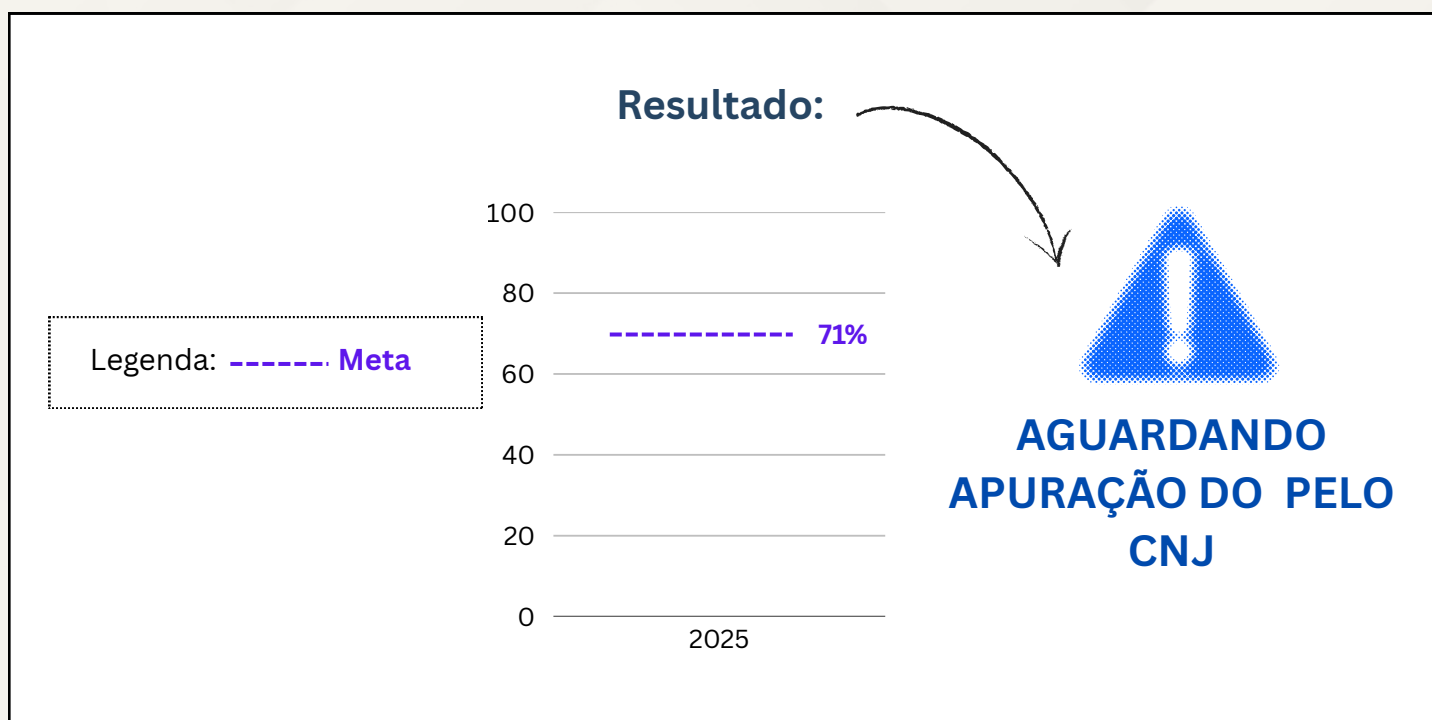 Resultado:
100
80
71%
Legenda: Meta
60
40
20
0
2025
AGUARDANDO
APURAÇÃO DO PELO
CNJ